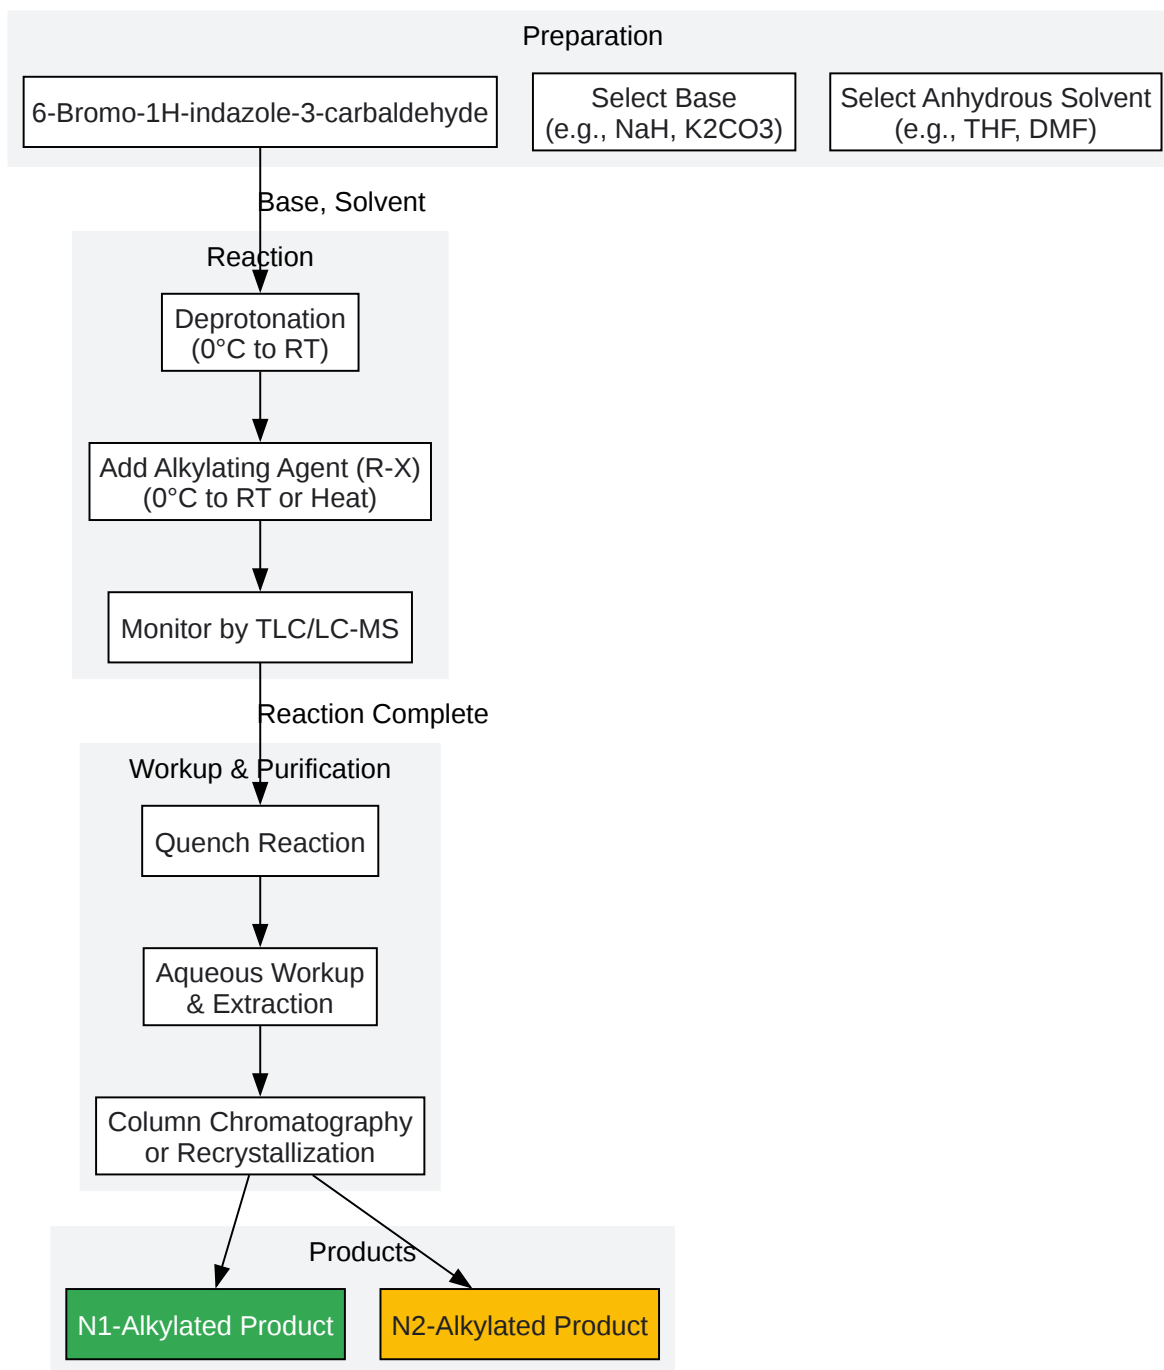 Preparation
6-Bromo-1H-indazole-3-carbaldehyde
Select Base
(e.g., NaH, K2CO3)
Select Anhydrous Solvent
(e.g., THF, DMF)
Base, Solvent
Reaction
Deprotonation
(0°C to RT)
Add Alkylating Agent (R-X)
(0°C to RT or Heat)
Monitor by TLC/LC-MS
Reaction Complete
Workup & Purification
Quench Reaction
Aqueous Workup
& Extraction
Column Chromatography
or Recrystallization
Products
N1-Alkylated Product
N2-Alkylated Product